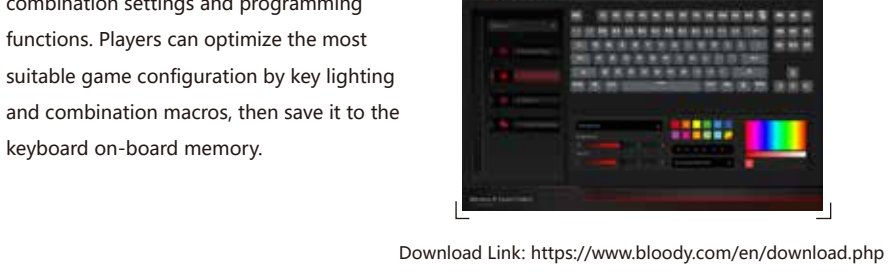 combination settings and programming
functions. Players can optimize the most
suitable game configuration by key lighting
and combination macros, then save it to the
keyboard on-board memory.
Download Link: https://www.bloody.com/en/download.php